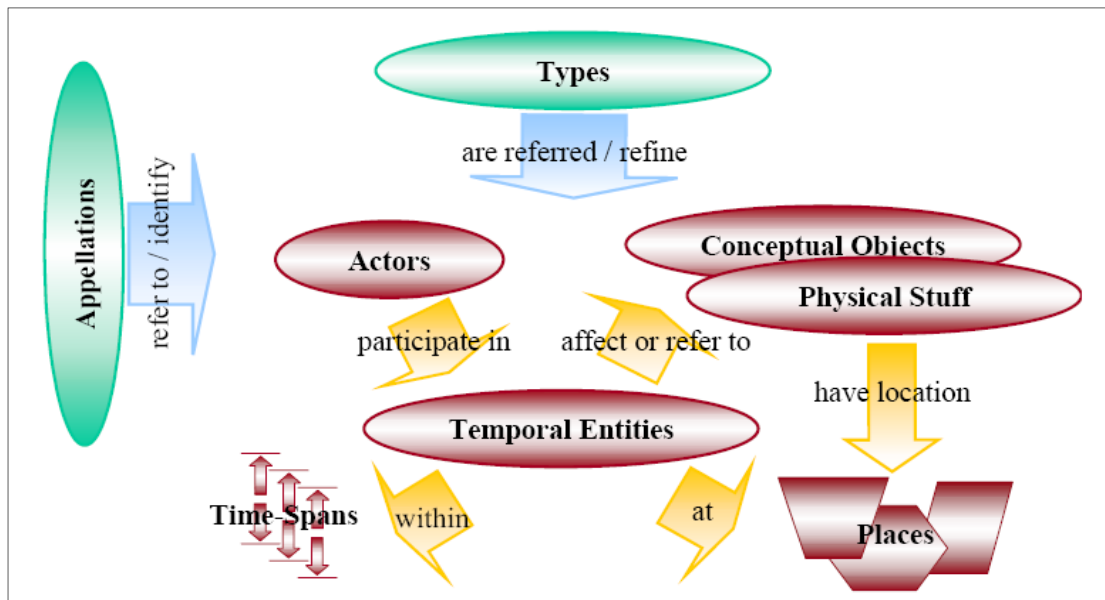 Types
are referred / refine
Appellations
refer to / identify
Actors
Conceptual Objects
Physical Stuff
participate in
affect or refer to
have location
Temporal Entities
Time-Spans
within
at
Places